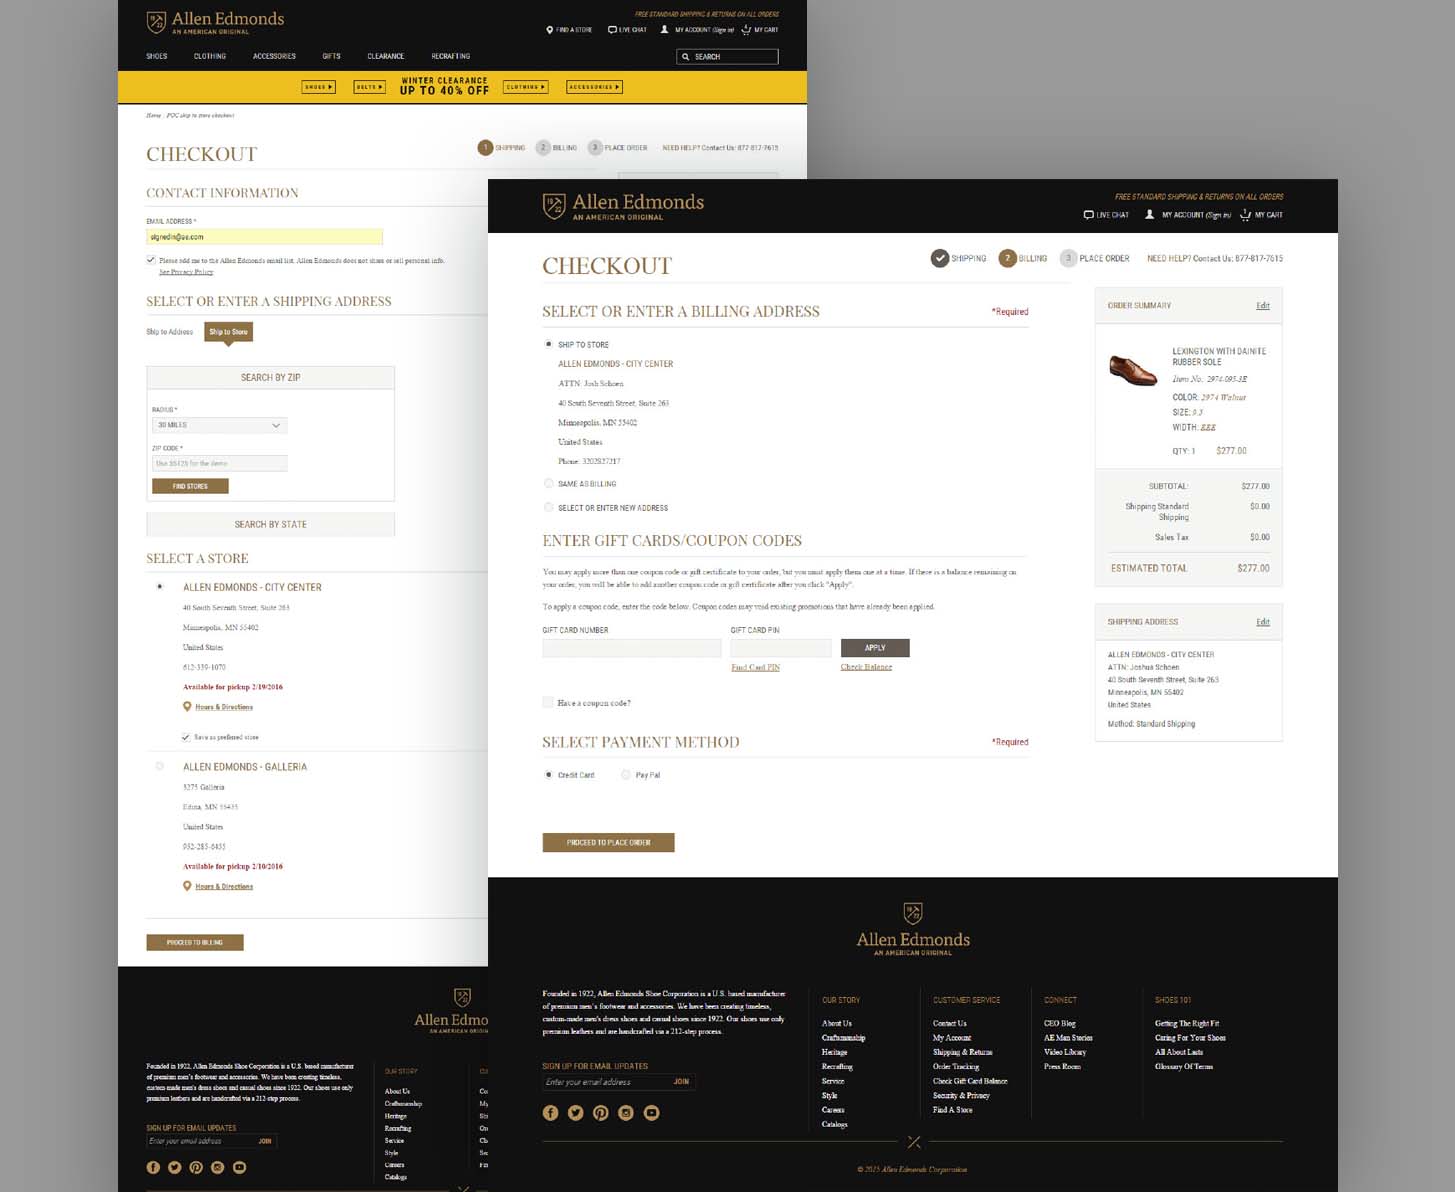 Allen Edmonds
AN AMERICAN ORIGINAL
FREE STANDARD SHIPPING & RETURNS ON ALL ORDERS
FIND A STORE LIVE CHAT MY ACCOUNT (Sign in) MY CART
SHOES CLOTHING ACCESSORIES GIFTS CLEARANCE RECRAFTING
SEARCH
SHOES BELTS WINTER CLEARANCE CLOTHING ACCESSORIES
UP TO 40% OFF
Home : POC ship to store checkout
CHECKOUT
1 SHIPPING 2 BILLING 3 PLACE ORDER NEED HELP? Contact Us: 877-817-7615
CONTACT INFORMATION
EMAIL ADDRESS *
signedin@ae.com
Please add me to the Allen Edmonds email list. Allen Edmonds does not share or sell personal info.
See Privacy Policy
SELECT OR ENTER A SHIPPING ADDRESS
Ship to Address Ship to Store
SEARCH BY ZIP
RADIUS *
30 MILES
ZIP CODE *
Use 55125 for the demo
FIND STORES
SEARCH BY STATE
SELECT A STORE
ALLEN EDMONDS - CITY CENTER
40 South Seventh Street, Suite 263
Minneapolis, MN 55402
United States
612-339-1070
Available for pickup 2/19/2016
Hours & Directions
Save as preferred store
ALLEN EDMONDS - GALLERIA
3275 Galleria
Edina, MN 55435
United States
952-285-6435
Available for pickup 2/10/2016
Hours & Directions
PROCEED TO BILLING
Allen Edmo
AN AMERICAN ORIGIN
Founded in 1922, Allen Edmonds Shoe Corporation is a U.S. based manufacturer
of premium men's footwear and accessories. We have been creating timeless,
custom-made men's dress shoes and casual shoes since 1922. Our shoes use only
premium leathers and are handcrafted via a 212-step process.
SIGN UP FOR EMAIL UPDATES
Enter your email address JOIN
OUR STORY
About Us
Craftsmanship
Heritage
Recrafting
Service
Style
Careers
Catalogs
CU
Co
My
Sh
Or
Ch
Sec
Fin
Allen Edmonds
AN AMERICAN ORIGINAL
FREE STANDARD SHIPPING & RETURNS ON ALL ORDERS
LIVE CHAT MY ACCOUNT (Sign in) MY CART
CHECKOUT
SHIPPING 2 BILLING 3 PLACE ORDER NEED HELP? Contact Us: 877-817-7615
SELECT OR ENTER A BILLING ADDRESS *Required
SHIP TO STORE
ALLEN EDMONDS - CITY CENTER
ATTN: Josh Schoen
40 South Seventh Street, Suite 263
Minneapolis, MN 55402
United States
Phone: 3202827217
SAME AS BILLING
SELECT OR ENTER NEW ADDRESS
ENTER GIFT CARDS/COUPON CODES
You may apply more than one coupon code or gift certificate to your order, but you must apply them one at a time. If there is a balance remaining on
your order, you will be able to add another coupon code or gift certificate after you click "Apply".
To apply a coupon code, enter the code below. Coupon codes may void existing promotions that have already been applied.
GIFT CARD NUMBER GIFT CARD PIN
APPLY
Find Card PIN Check Balance
Have a coupon code?
SELECT PAYMENT METHOD *Required
Credit Card Pay Pal
PROCEED TO PLACE ORDER
ORDER SUMMARY Edit
LEXINGTON WITH DAINITE
RUBBER SOLE
Item No. 2974-095-3E
COLOR: 2974 Walnut
SIZE: 9.5
WIDTH: EEE
QTY: 1 $277.00
SUBTOTAL: $277.00
Shipping Standard $0.00
Shipping
Sales Tax $0.00
ESTIMATED TOTAL $277.00
SHIPPING ADDRESS Edit
ALLEN EDMONDS - CITY CENTER
ATTN: Joshua Schoen
40 South Seventh Street, Suite 263
Minneapolis, MN 55402
United States
Method: Standard Shipping
Allen Edmonds
AN AMERICAN ORIGINAL
Founded in 1922, Allen Edmonds Shoe Corporation is a U.S. based manufacturer
of premium men's footwear and accessories. We have been creating timeless,
custom-made men's dress shoes and casual shoes since 1922. Our shoes use only
premium leathers and are handcrafted via a 212-step process.
SIGN UP FOR EMAIL UPDATES
Enter your email address JOIN
OUR STORY
About Us
Craftsmanship
Heritage
Recrafting
Service
Style
Careers
Catalogs
CUSTOMER SERVICE
Contact Us
My Account
Shipping & Returns
Order Tracking
Check Gift Card Balance
Security & Privacy
Find A Store
CONNECT
CEO Blog
AE Man Stories
Video Library
Press Room
SHOES 101
Getting The Right Fit
Caring For Your Shoes
All About Lasts
Glossary Of Terms
© 2015 Allen Edmonds Corporation